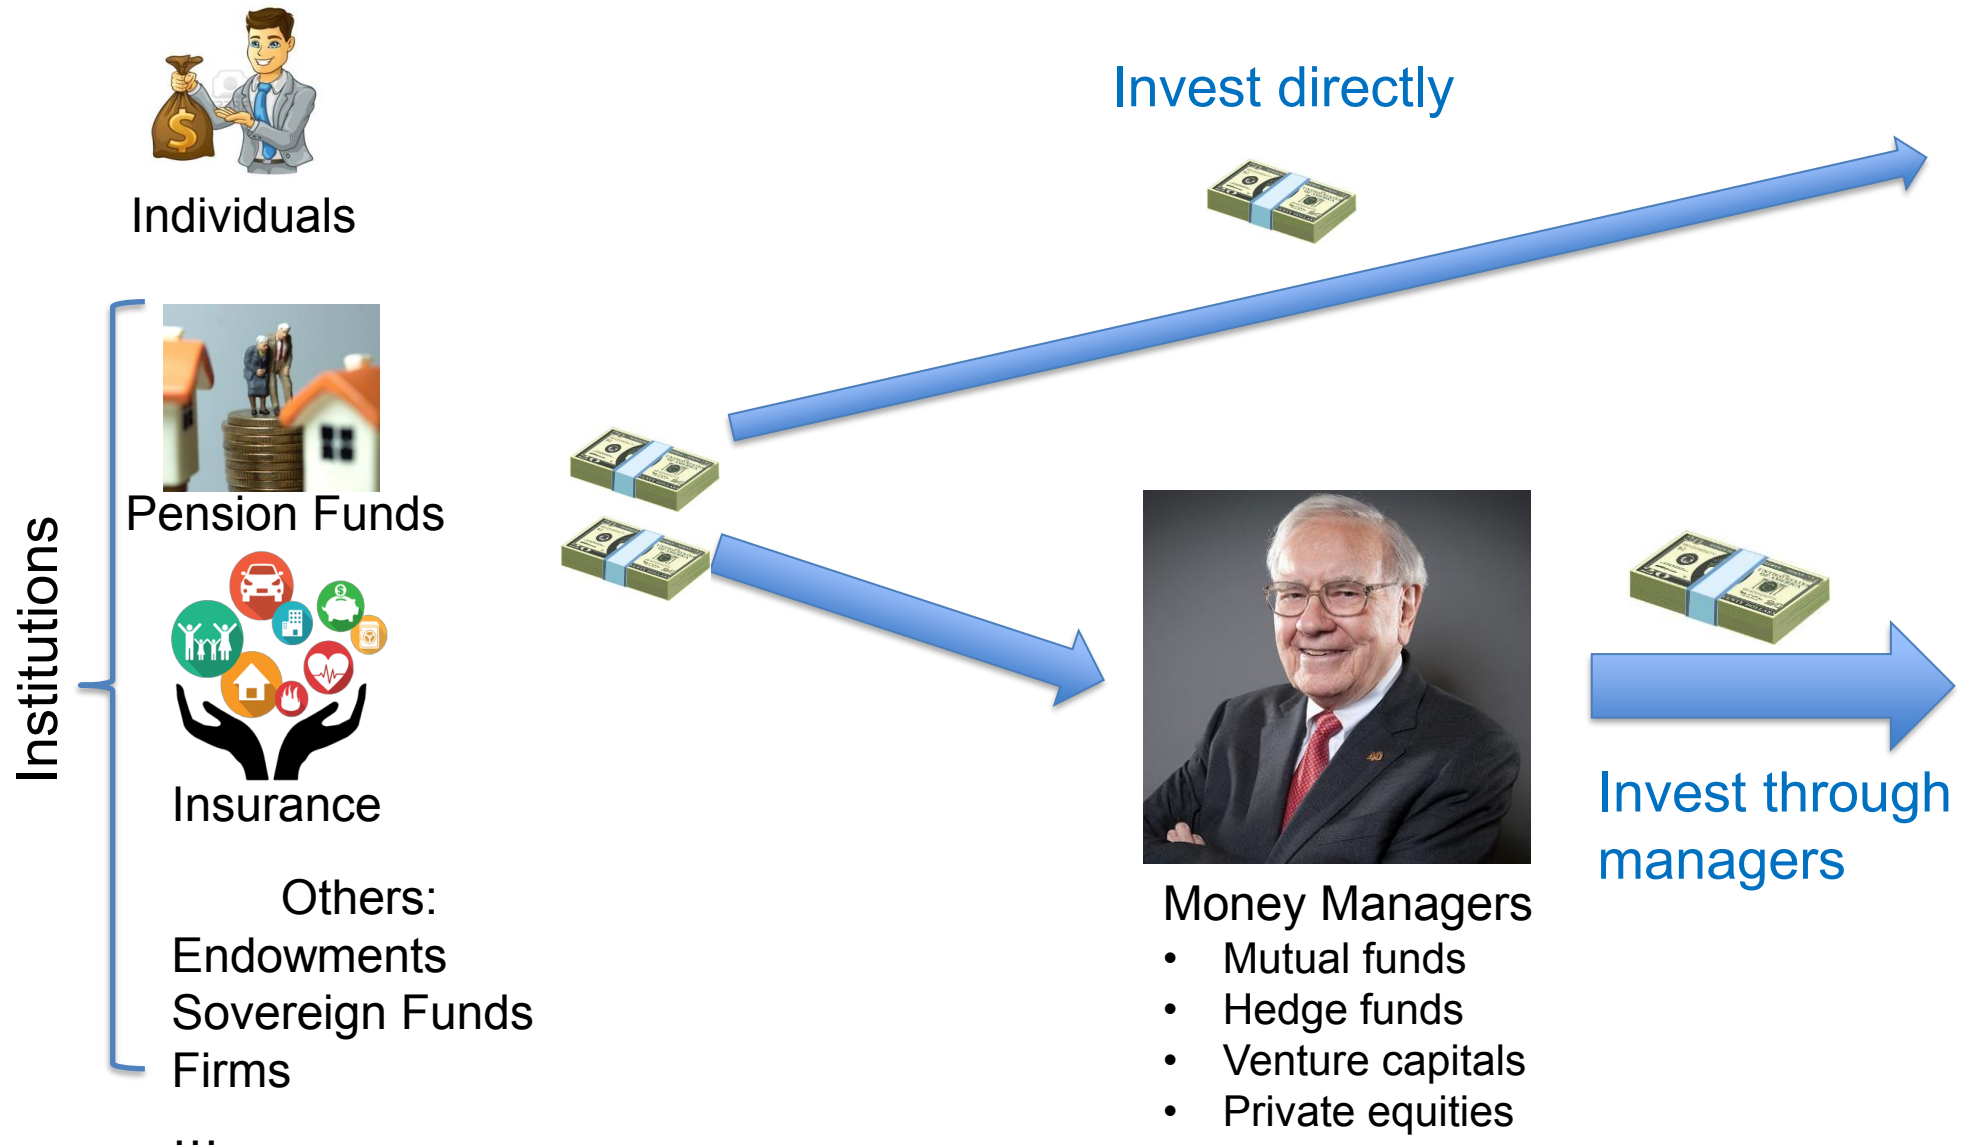 Invest directly
Individuals
Institutions
Pension Funds
Insurance
Others:
Endowments
Sovereign Funds
Firms
...
Money Managers
• Mutual funds
• Hedge funds
• Venture capitals
• Private equities
Invest through
managers